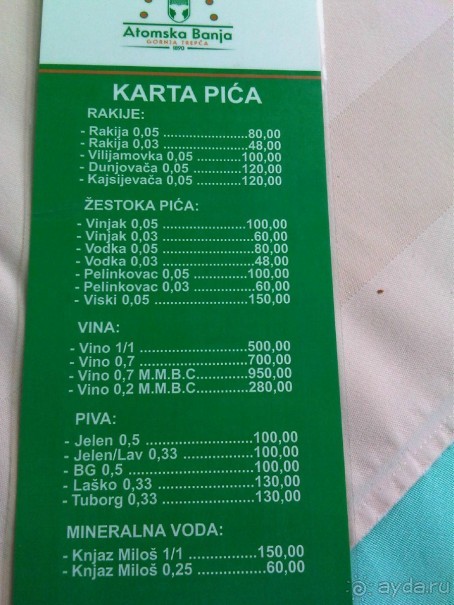 Atomska Banja
GORNJA TREPČA
KARTA PIĆA
RAKIJE:
- Rakija 0,05 ........................80,00
- Rakija 0,03 ........................48,00
- Vilijamovka 0,05 .............100,00
- Dunjovača 0,05 ...............120,00
- Kajsijevača 0,05 ..............120,00
ŽESTOKA PIĆA:
- Vinjak 0,05 .........................100,00
- Vinjak 0,03 ...........................60,00
- Vodka 0,05 ...........................80,00
- Vodka 0,03 ...........................48,00
- Pelinkovac 0,05 .................100,00
- Pelinkovac 0,03 ...................60,00
- Viski 0,05 ............................150,00
VINA:
- Vino 1/1 ................................500,00
- Vino 0,7 ................................700,00
- Vino 0,7 M.M.B.C................950,00
- Vino 0,2 M.M.B.C................280,00
PIVA:
- Jelen 0,5 ..............................100,00
- Jelen/Lav 0,33 .....................100,00
- BG 0,5 ...................................100,00
- Laško 0,33 ............................130,00
- Tuborg 0,33 ..........................130,00
MINERALNA VODA:
- Knjaz Miloš 1/1 ....................150,00
- Knjaz Miloš 0,25 ....................60,00
ayda.ru